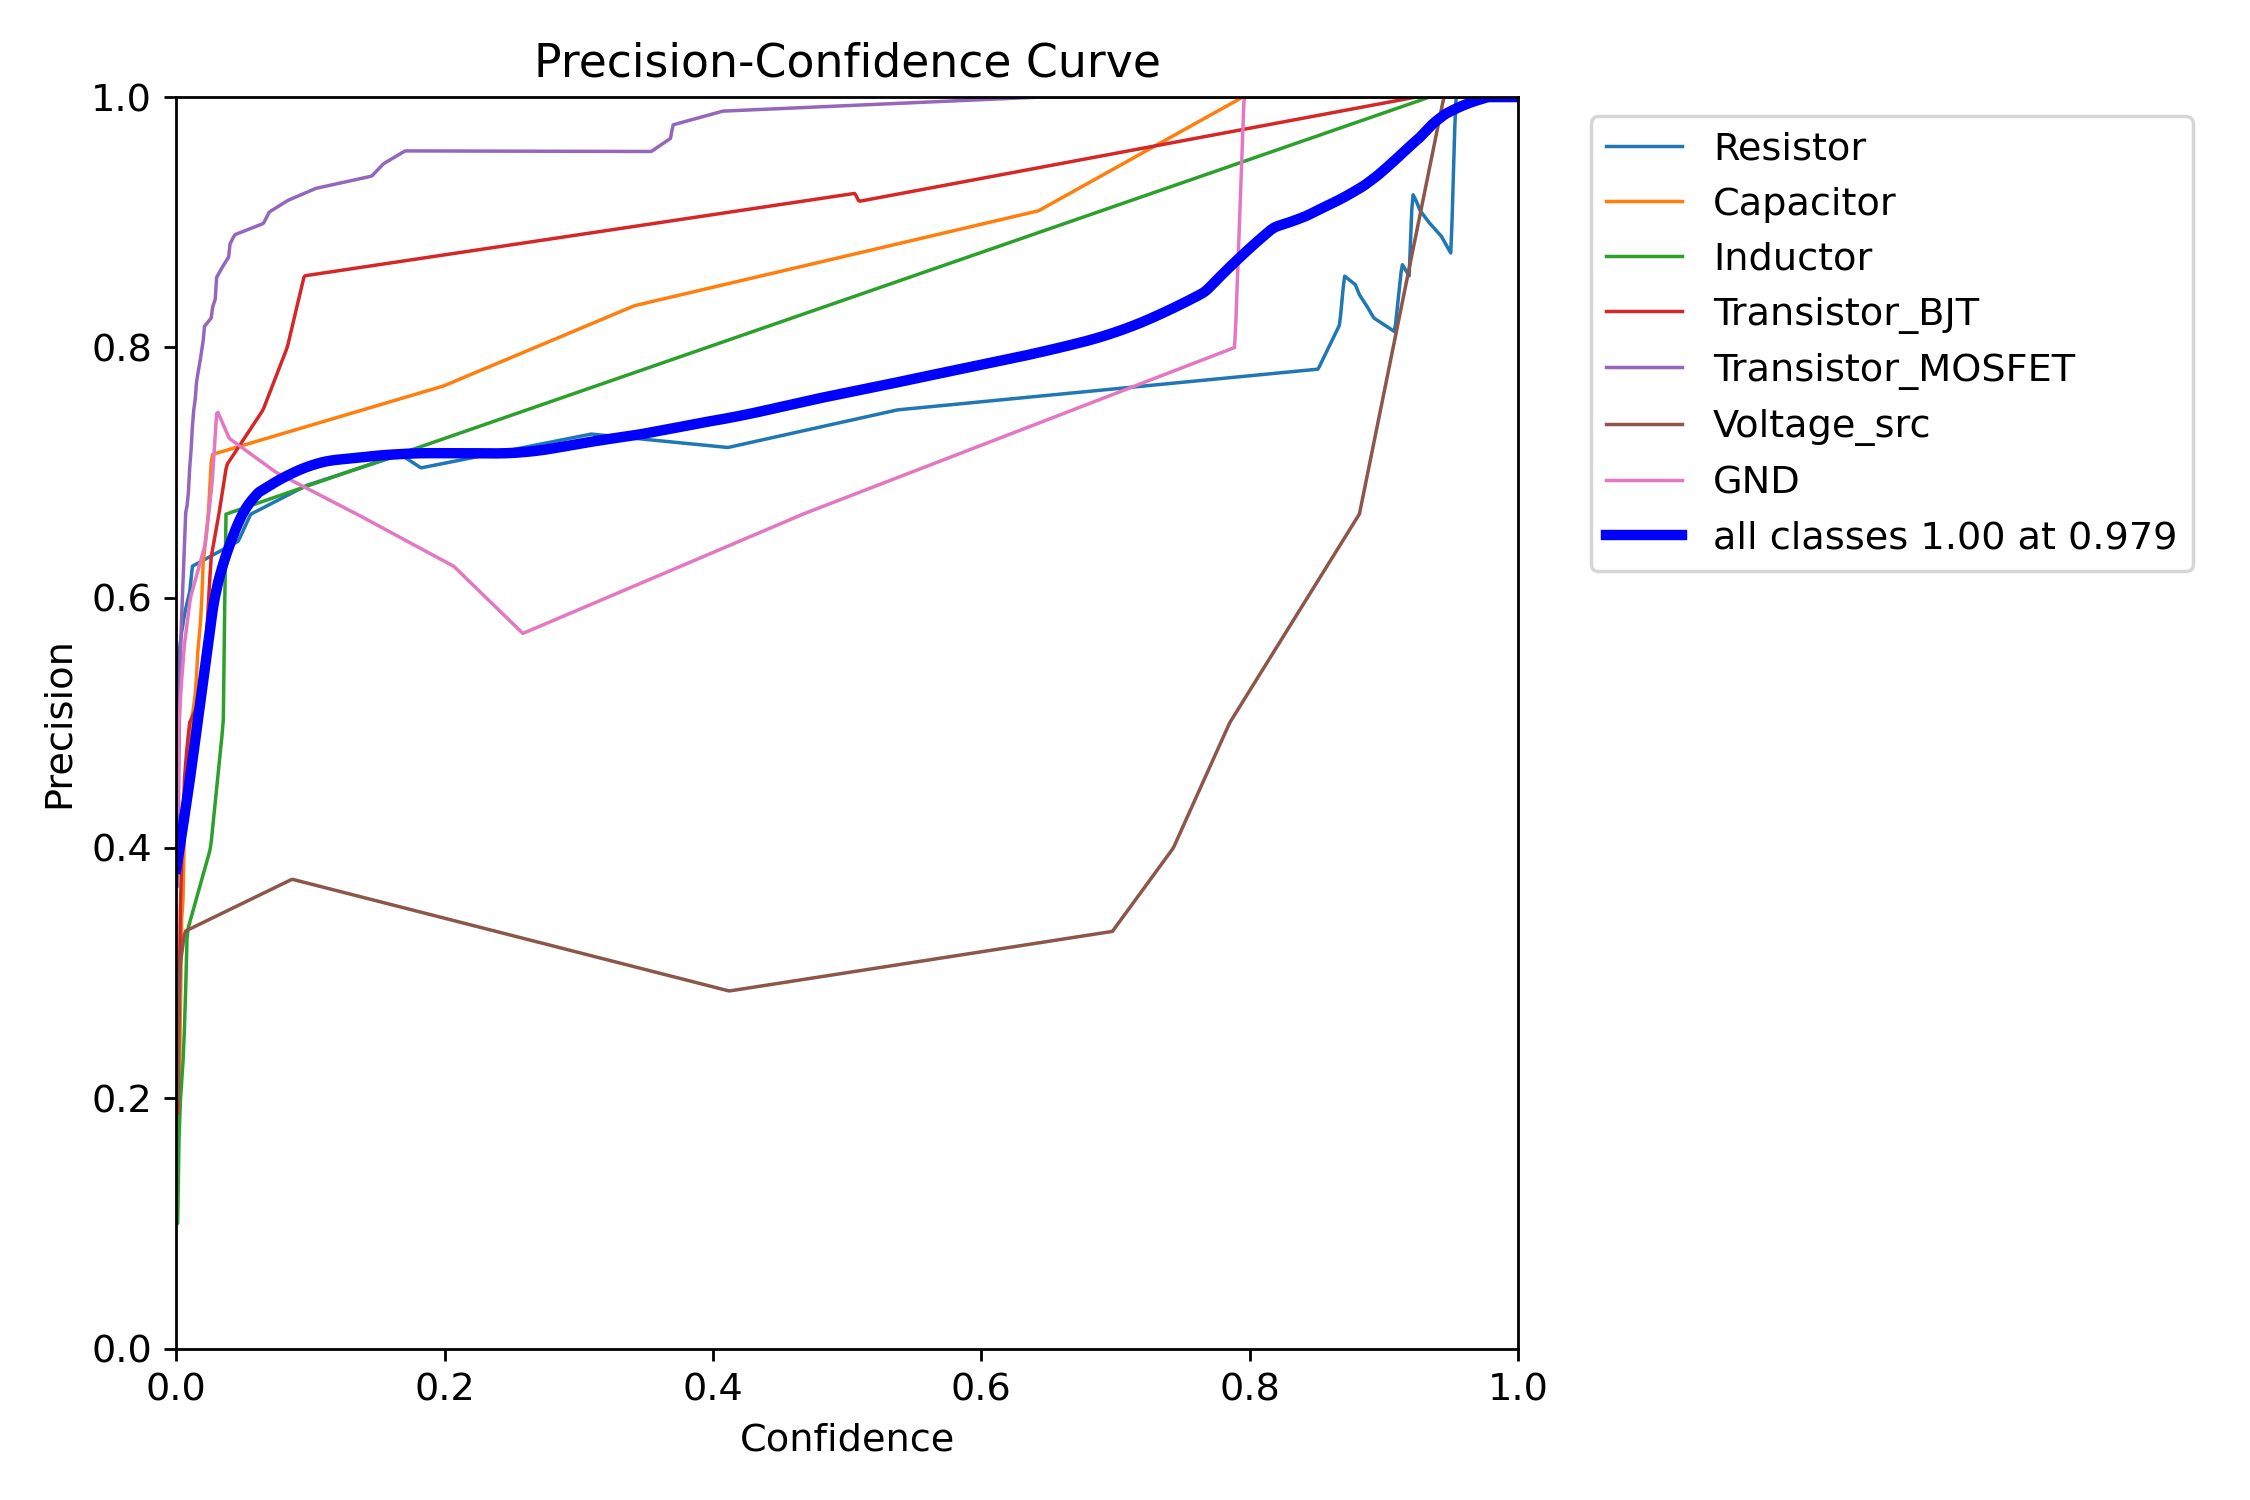 Precision-Confidence Curve
1.0
0.8
0.6
0.4
0.2
0.0
Precision
0.0 0.2 0.4 0.6 0.8 1.0
Confidence
Resistor
Capacitor
Inductor
Transistor_BJT
Transistor_MOSFET
Voltage_src
GND
all classes 1.00 at 0.979